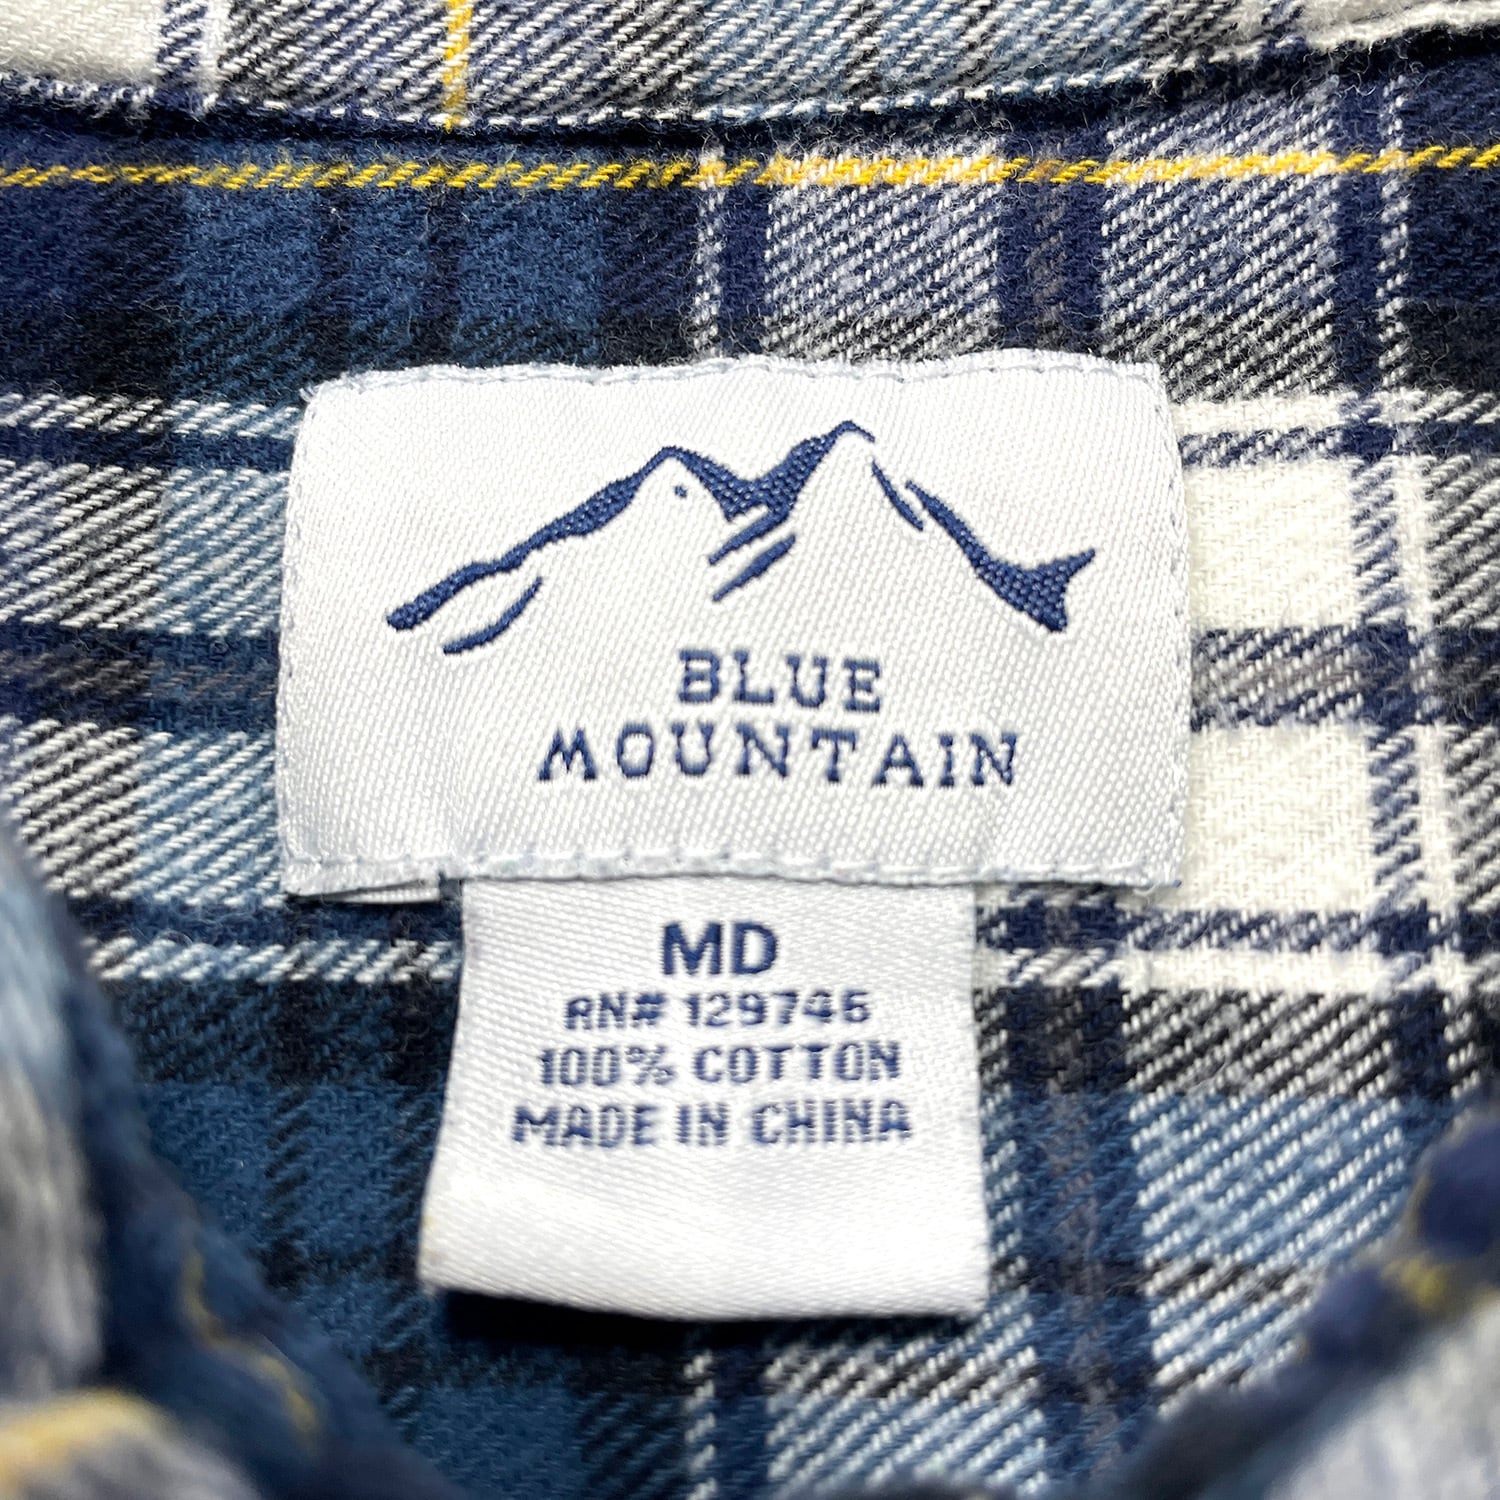 BLUE
MOUNTAIN
MD
RN# 129746
100% COTTON
MADE IN CHINA